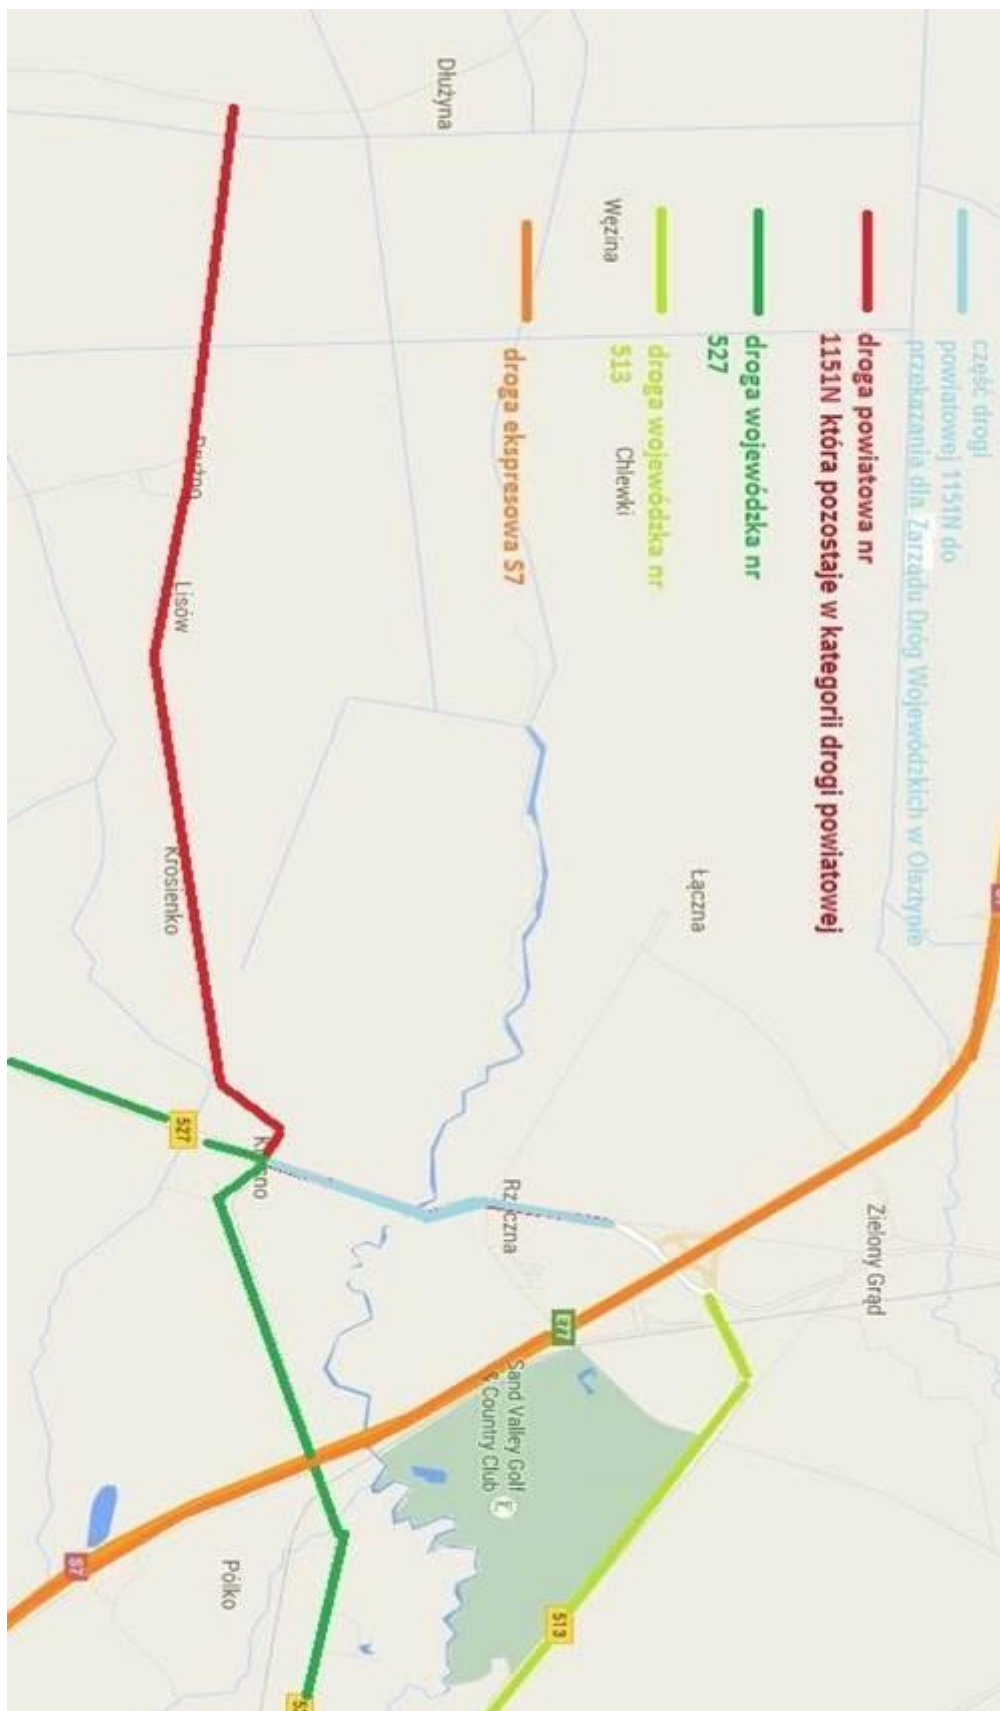 część drogi
powiatowej 1151N do
przekazania dla Zarządu Dróg Wojewódzkich w Olsztynie
droga powiatowa nr
1151N która pozostaje w kategorii drogi powiatowej
droga wojewódzka nr
527
droga wojewódzka nr
513
droga ekspresowa S7
Dłużyna
Węzina
Chlewki
Lisów
Krosienko
Łączna
Zielony Grąd
E77
Sand Valley Golf
& Country Club
527
513
S7
Pólko